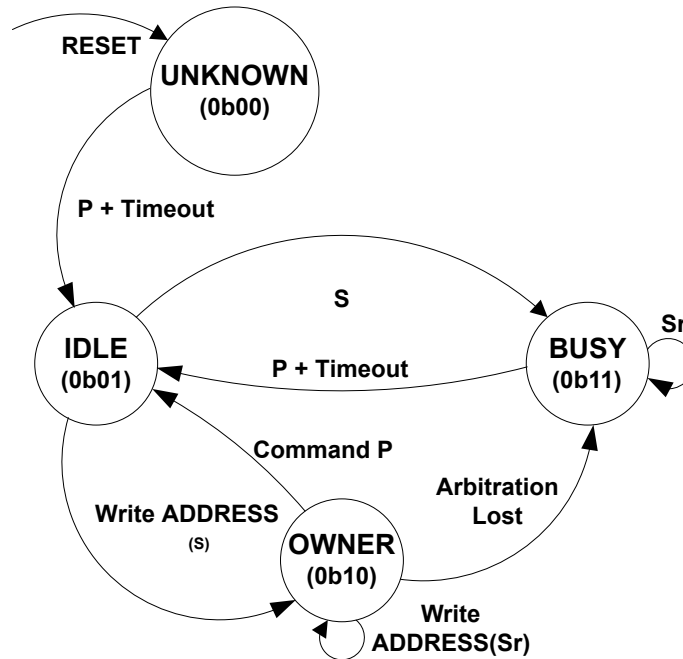 RESET
UNKNOWN
(0b00)
P + Timeout
S
IDLE
(0b01)
BUSY
(0b11)
Sr
P + Timeout
Command P
Write ADDRESS
(S)
Arbitration
Lost
OWNER
(0b10)
Write
ADDRESS(Sr)